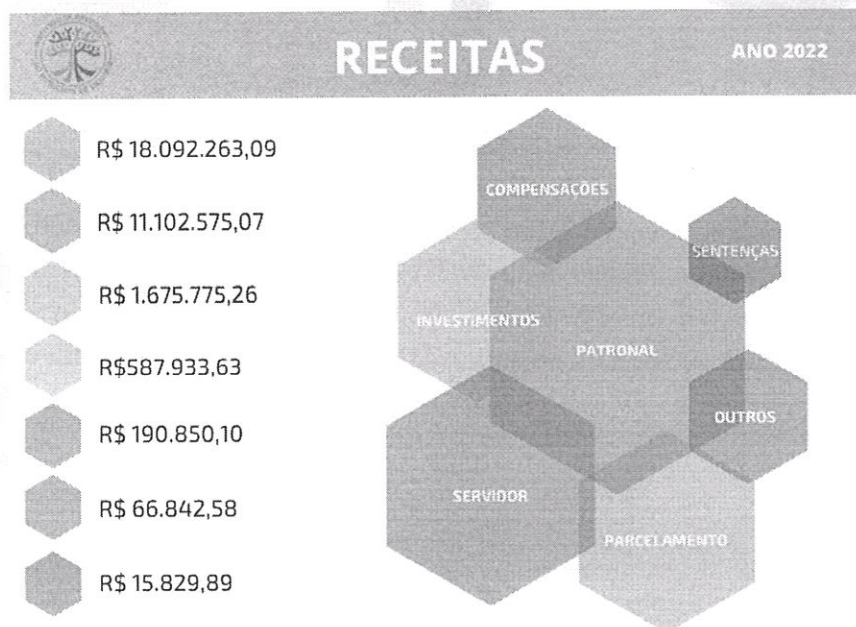 RECEITAS
ANO 2022
R$ 18.092.263,09
R$ 11.102.575,07
R$ 1.675.775,26
R$587.933,63
R$ 190.850,10
R$ 66.842,58
R$ 15.829,89
COMPENSAÇÕES
SENTENÇAS
INVESTIMENTOS
PATRONAL
OUTROS
SERVIDOR
PARCELAMENTO